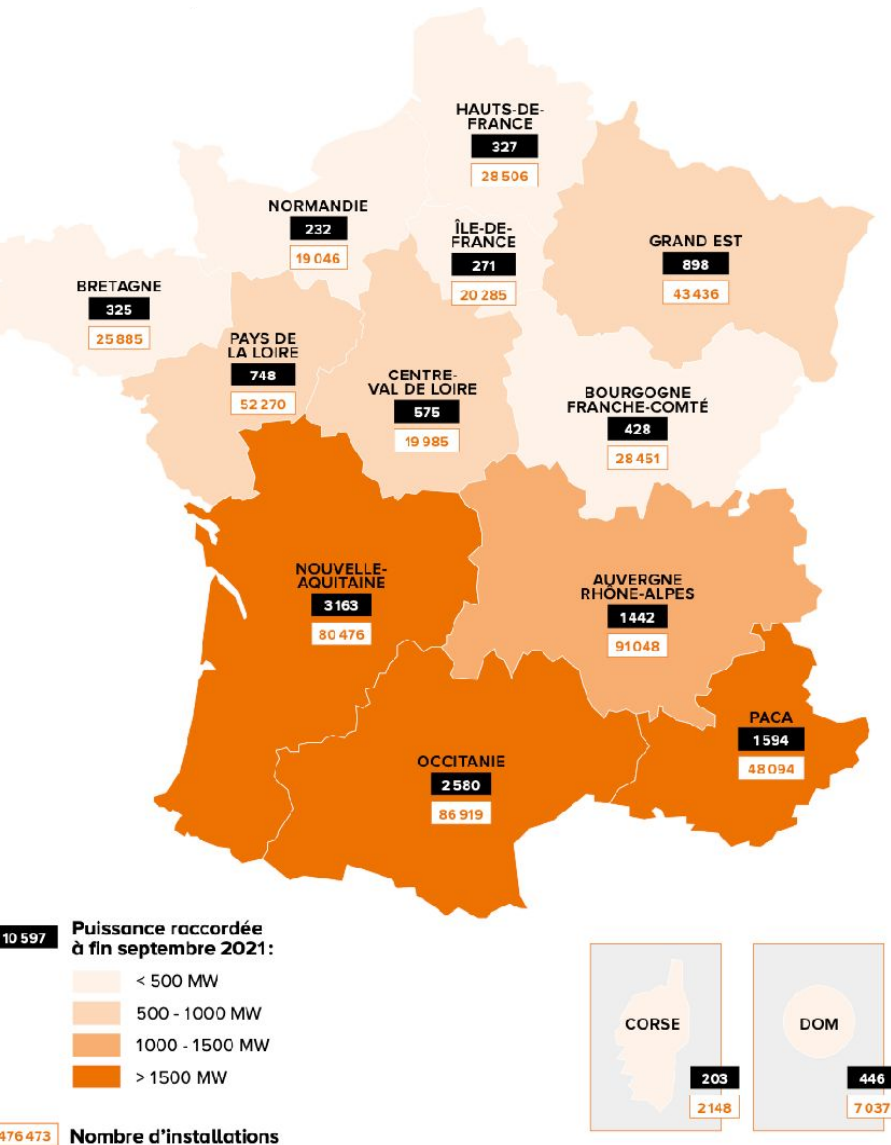 HAUTS-DE-
FRANCE
327
28 506
NORMANDIE
232
19 046
ÎLE-DE-
FRANCE
271
20 285
GRAND EST
898
43 436
BRETAGNE
325
25 885
PAYS DE
LA LOIRE
748
52 270
CENTRE-
VAL DE LOIRE
575
19 985
BOURGOGNE
FRANCHE-COMTÉ
428
28 451
NOUVELLE-
AQUITAINE
3 163
80 476
AUVERGNE
RHÔNE-ALPES
1 442
91 048
PACA
1 594
48 094
OCCITANIE
2 580
86 919
10 597 Puissance raccordée
à fin septembre 2021:
< 500 MW
500 - 1000 MW
1000 - 1500 MW
> 1500 MW
476 473 Nombre d'installations
CORSE
203
2 148
DOM
446
7 037